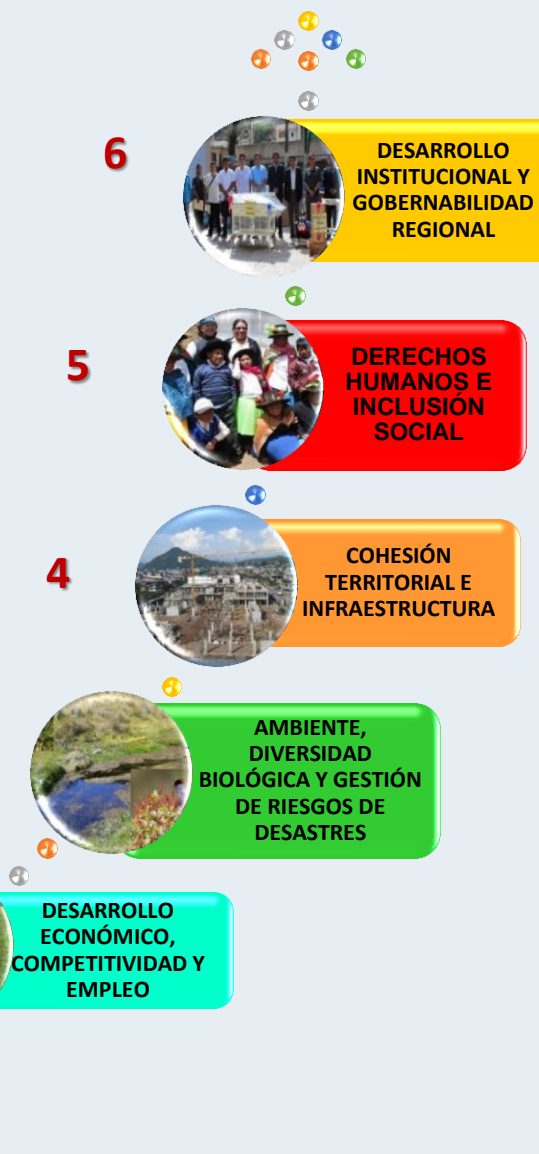 6
DESARROLLO
INSTITUCIONAL Y
GOBERNABILIDAD
REGIONAL
5
DERECHOS
HUMANOS E
INCLUSIÓN
SOCIAL
4
COHESIÓN
TERRITORIAL E
INFRAESTRUCTURA
AMBIENTE,
DIVERSIDAD
BIOLÓGICA Y GESTIÓN
DE RIESGOS DE
DESASTRES
DESARROLLO
ECONÓMICO,
COMPETITIVIDAD Y
EMPLEO